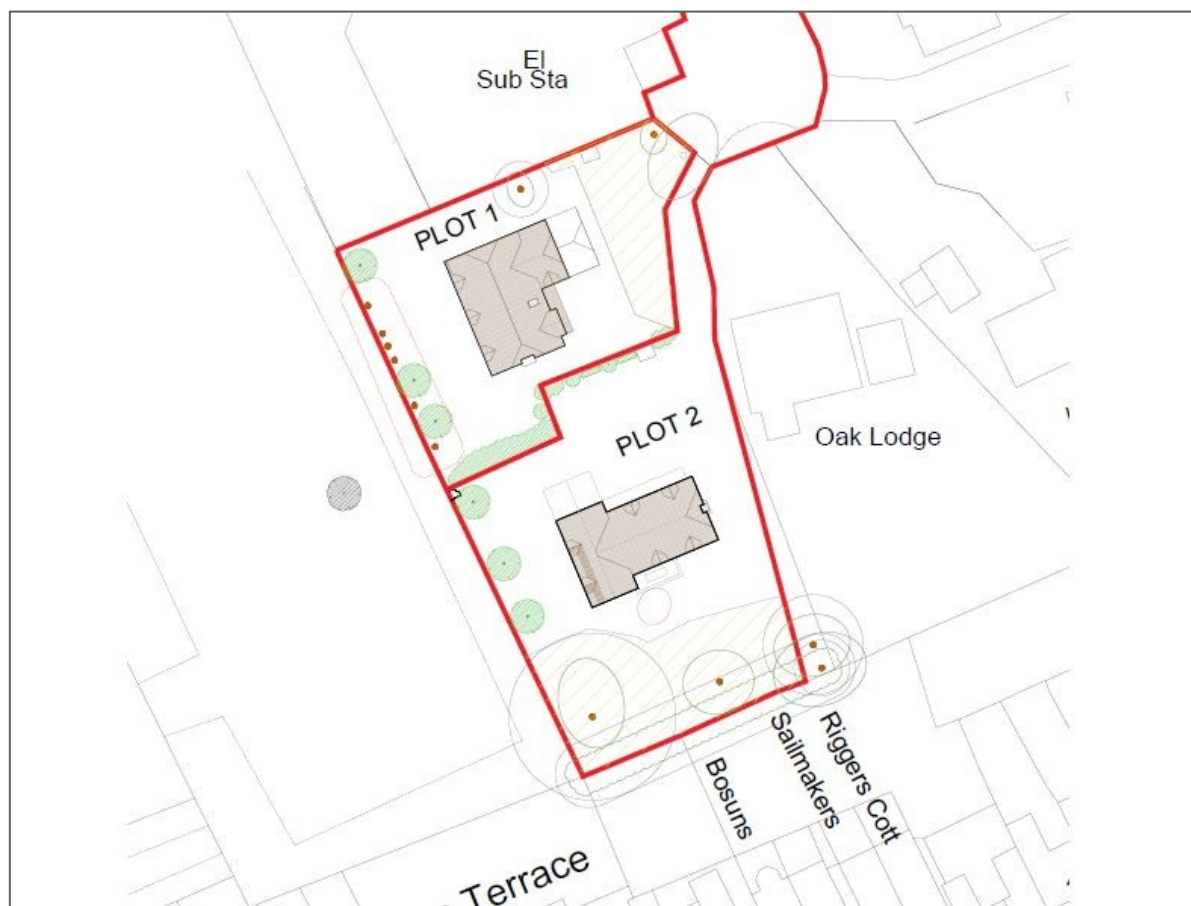 El
Sub Sta
PLOT 1
PLOT 2
Oak Lodge
Riggers Cott
Sailmakers
Bosuns
Terrace